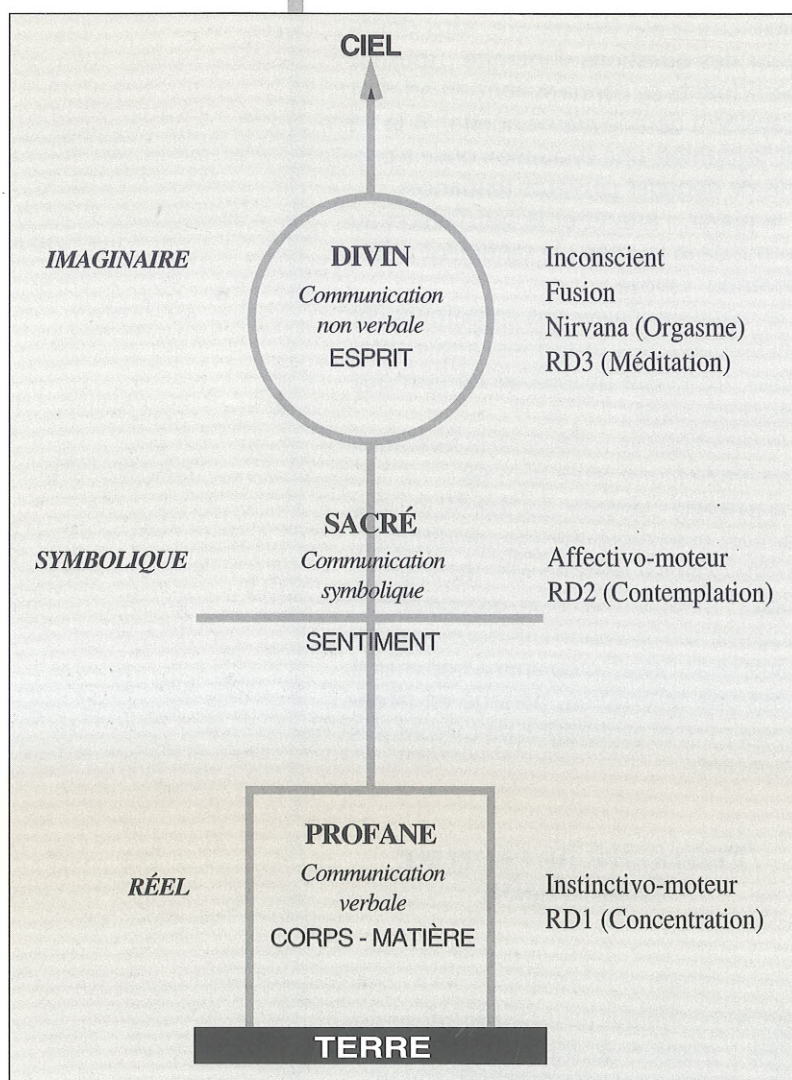 CIEL
IMAGINAIRE
DIVIN
Communication
non verbale
ESPRIT
Inconscient
Fusion
Nirvana (Orgasme)
RD3 (Méditation)
SYMBOLIQUE
SACRÉ
Communication
symbolique
SENTIMENT
Affectivo-moteur
RD2 (Contemplation)
RÉEL
PROFANE
Communication
verbale
CORPS - MATIÈRE
Instinctivo-moteur
RD1 (Concentration)
TERRE